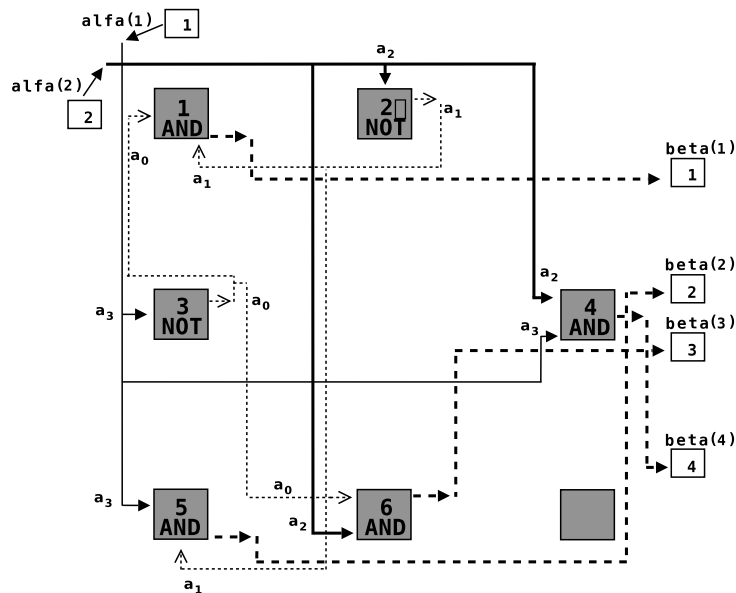 alfa(1)
1
a2
alfa(2)
2
1
AND
2
NOT
a1
a0
a1
beta(1)
1
beta(2)
2
a2
3
NOT
a0
a3
4
AND
a3
beta(3)
3
beta(4)
4
a0
a3
5
AND
a2
6
AND
a1